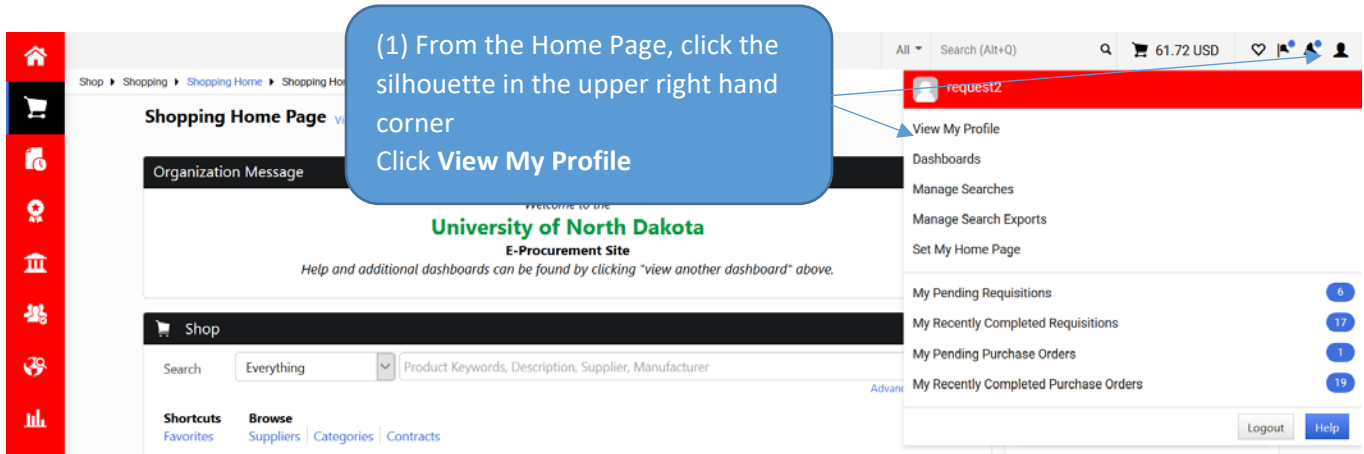 (1) From the Home Page, click the
silhouette in the upper right hand
corner
Click View My Profile
All Search (Alt+Q) 61.72 USD
Shop Shopping Shopping Home Shopping
request2
Shopping Home Page
View My Profile
Dashboards
Manage Searches
Manage Search Exports
Set My Home Page
My Pending Requisitions 6
My Recently Completed Requisitions 17
My Pending Purchase Orders 1
My Recently Completed Purchase Orders 19
Logout Help
Organization Message
Welcome to the
University of North Dakota
E-Procurement Site
Help and additional dashboards can be found by clicking "view another dashboard" above.
Shop
Search Everything Product Keywords, Description, Supplier, Manufacturer
Shortcuts Browse
Favorites Suppliers Categories Contracts